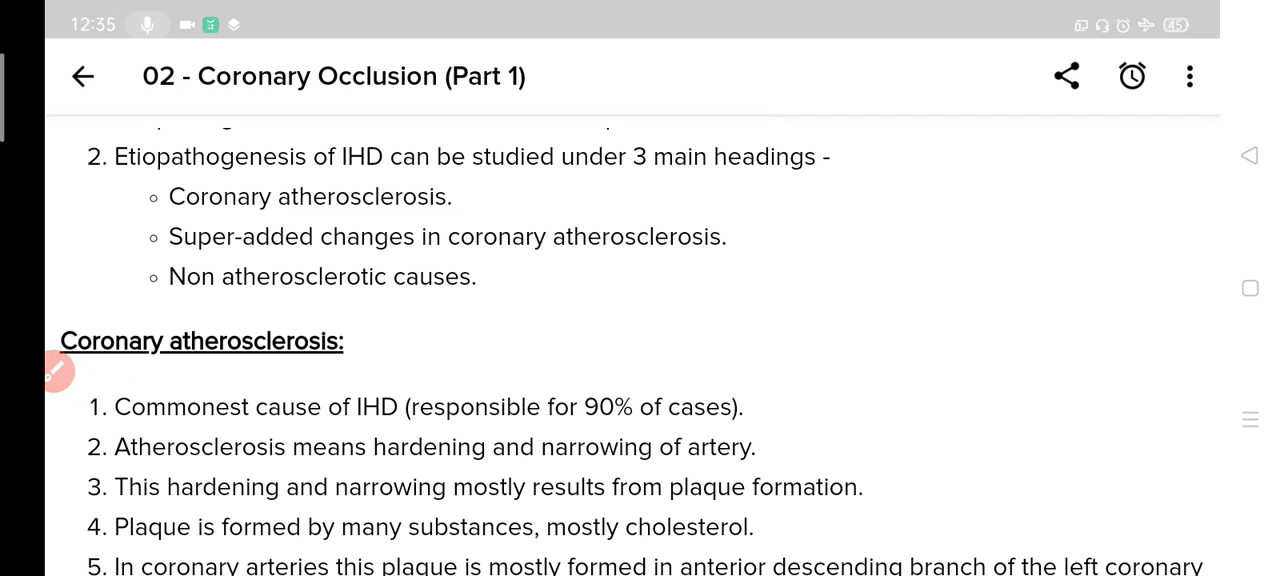 12:35
45
02 - Coronary Occlusion (Part 1)
2. Etiopathogenesis of IHD can be studied under 3 main headings -
Coronary atherosclerosis.
Super-added changes in coronary atherosclerosis.
Non atherosclerotic causes.
Coronary atherosclerosis:
1. Commonest cause of IHD (responsible for 90% of cases).
2. Atherosclerosis means hardening and narrowing of artery.
3. This hardening and narrowing mostly results from plaque formation.
4. Plaque is formed by many substances, mostly cholesterol.
5. In coronary arteries this plaque is mostly formed in anterior descending branch of the left coronary